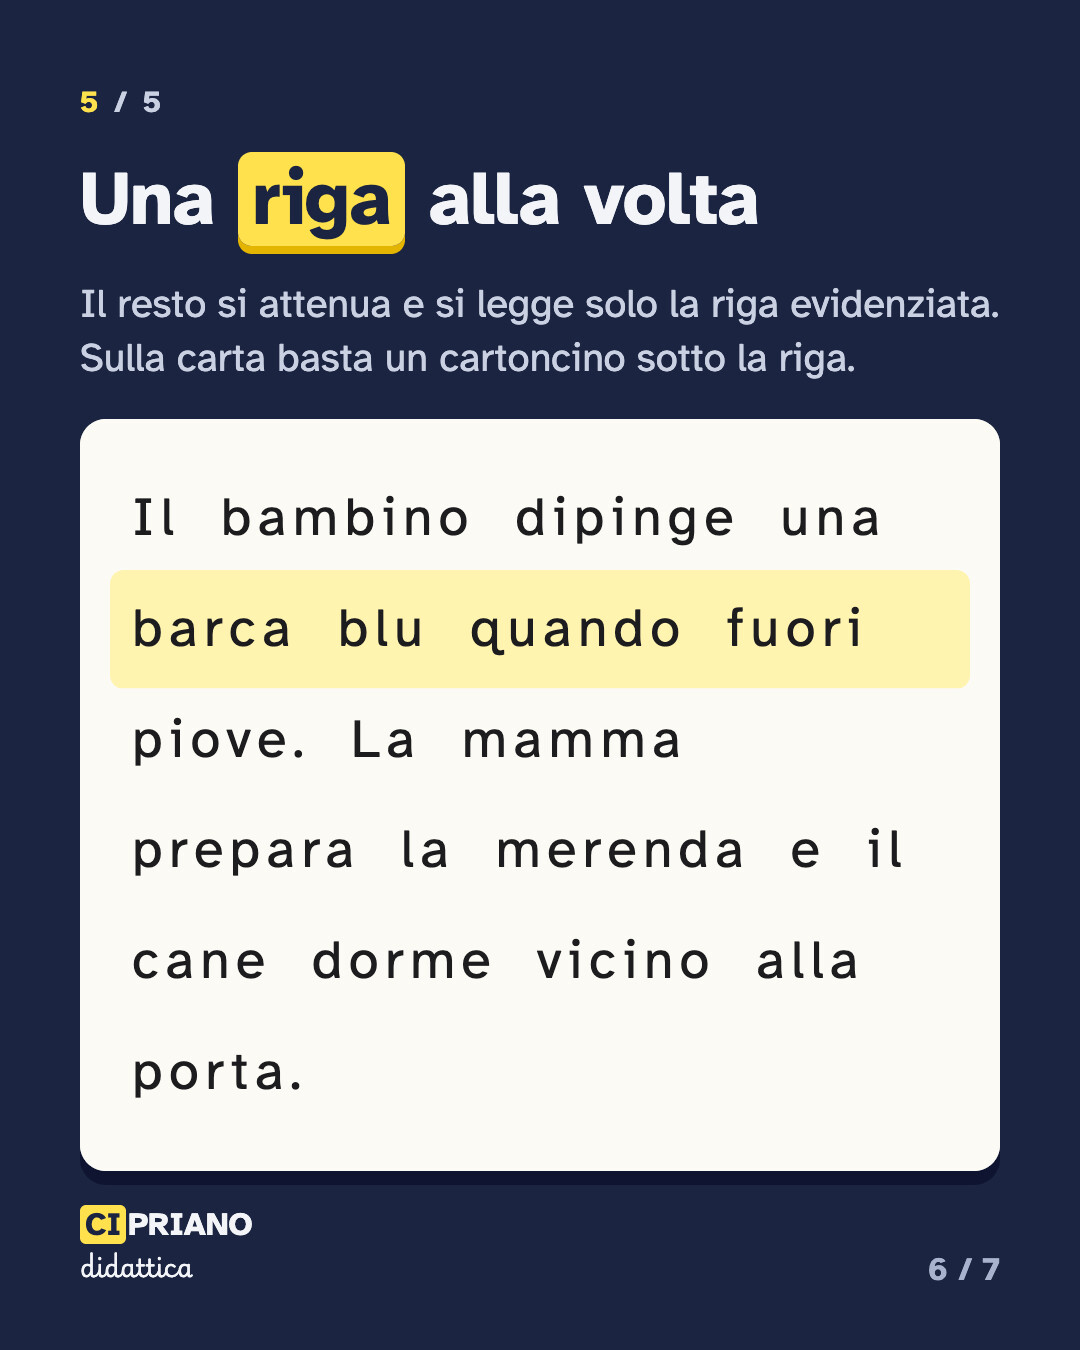 5 / 5
Una riga alla volta
Il resto si attenua e si legge solo la riga evidenziata.
Sulla carta basta un cartoncino sotto la riga.
Il bambino dipinge una
barca blu quando fuori
piove. La mamma
prepara la merenda e il
cane dorme vicino alla
porta.
CIPRIANO
didattica
6 / 7